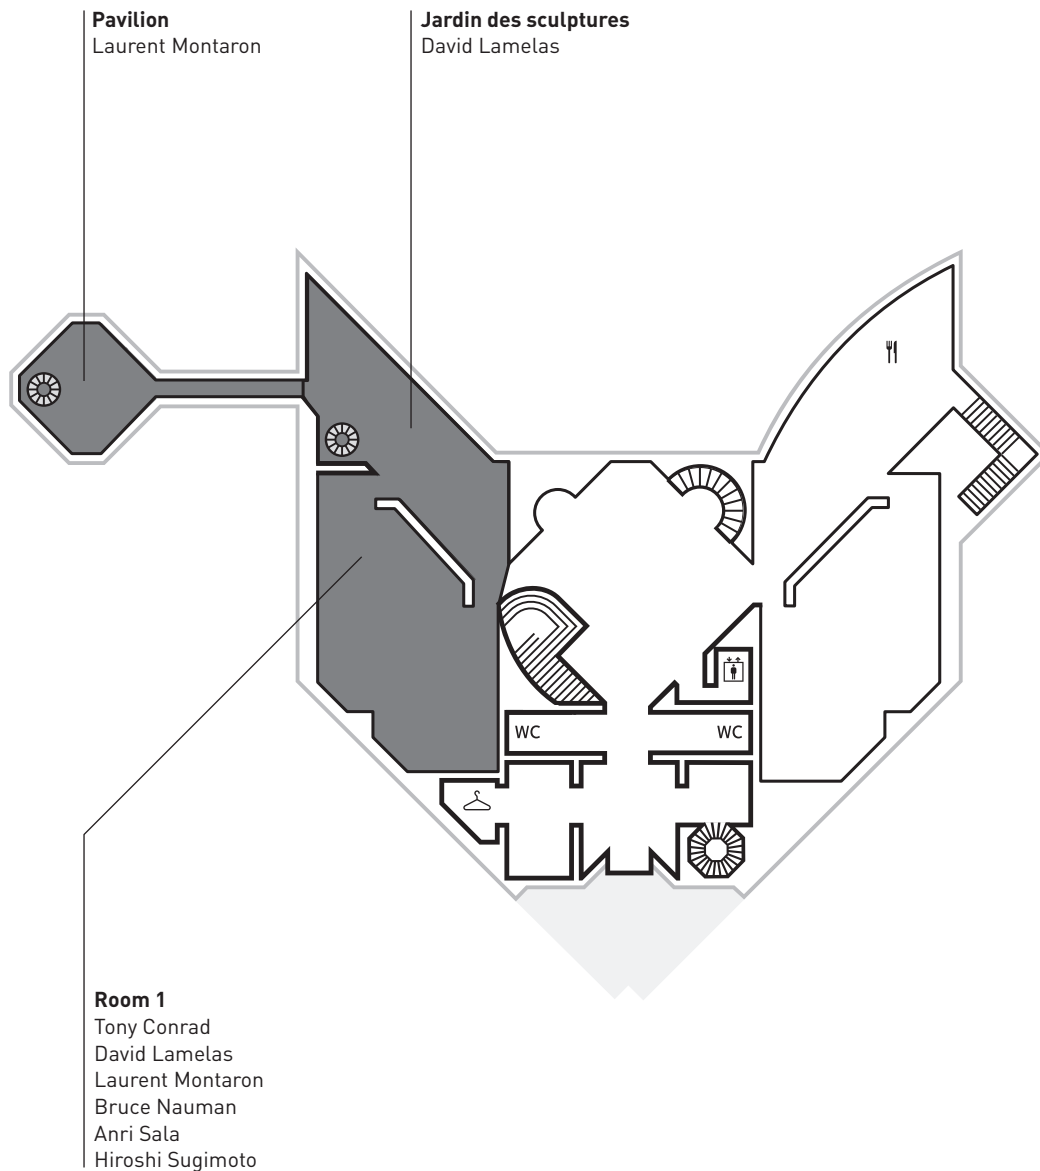 Pavilion
Laurent Montaron
Jardin des sculptures
David Lamelas
WC
WC
Room 1
Tony Conrad
David Lamelas
Laurent Montaron
Bruce Nauman
Anri Sala
Hiroshi Sugimoto